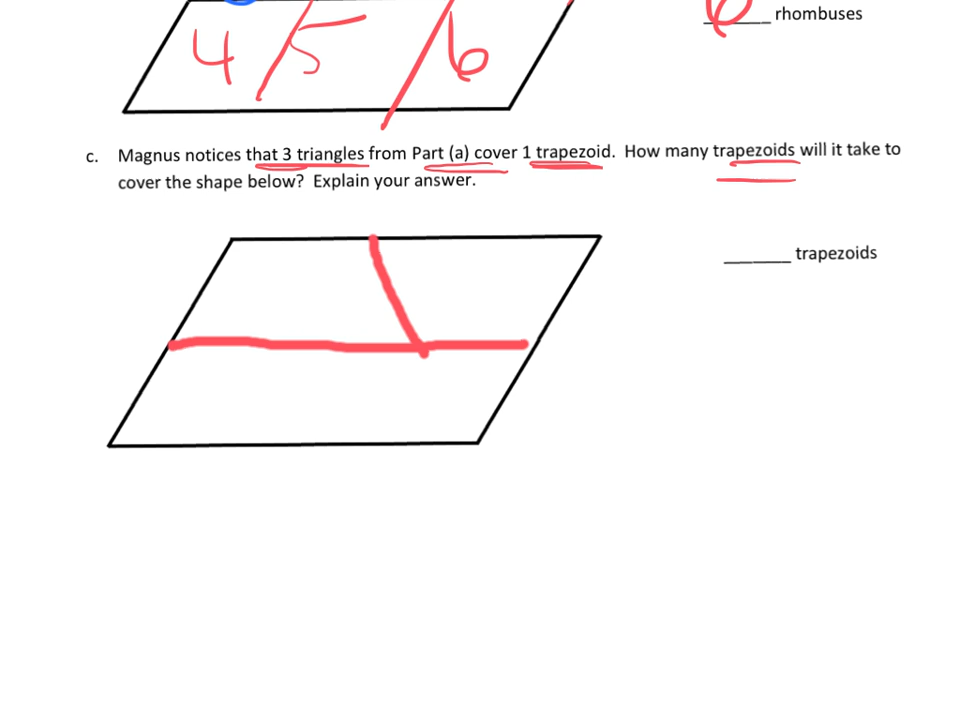 6 rhombuses
4 5 6
c. Magnus notices that 3 triangles from Part (a) cover 1 trapezoid. How many trapezoids will it take to
cover the shape below? Explain your answer.
______ trapezoids